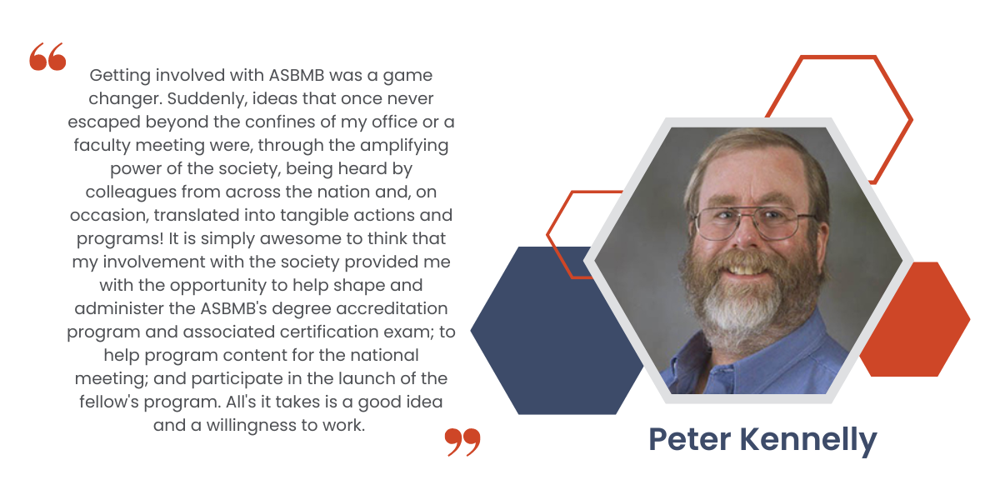 “
Getting involved with ASBMB was a game
changer. Suddenly, ideas that once never
escaped beyond the confines of my office or a
faculty meeting were, through the amplifying
power of the society, being heard by
colleagues from across the nation and, on
occasion, translated into tangible actions and
programs! It is simply awesome to think that
my involvement with the society provided me
with the opportunity to help shape and
administer the ASBMB's degree accreditation
program and associated certification exam; to
help program content for the national
meeting; and participate in the launch of the
fellow's program. All's it takes is a good idea
and a willingness to work.
”
Peter Kennelly